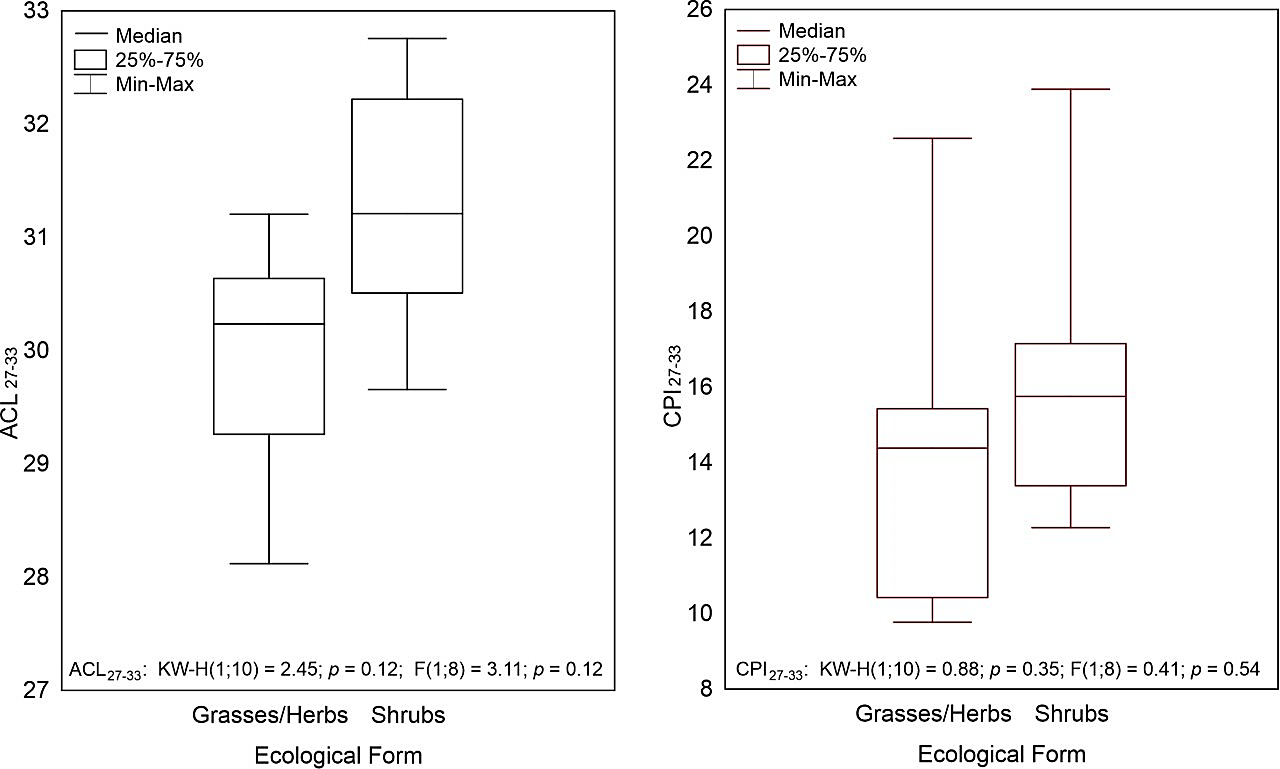 33
32
31
30
29
28
27
ACL 27-33
Median
25%-75%
Min-Max
ACL27-33: KW-H(1;10) = 2.45; p = 0.12; F(1;8) = 3.11; p = 0.12
Grasses/Herbs Shrubs
Ecological Form
26
24
22
20
18
16
14
12
10
8
CPI27-33
Median
25%-75%
Min-Max
CPI27-33: KW-H(1;10) = 0.88; p = 0.35; F(1;8) = 0.41; p = 0.54
Grasses/Herbs Shrubs
Ecological Form